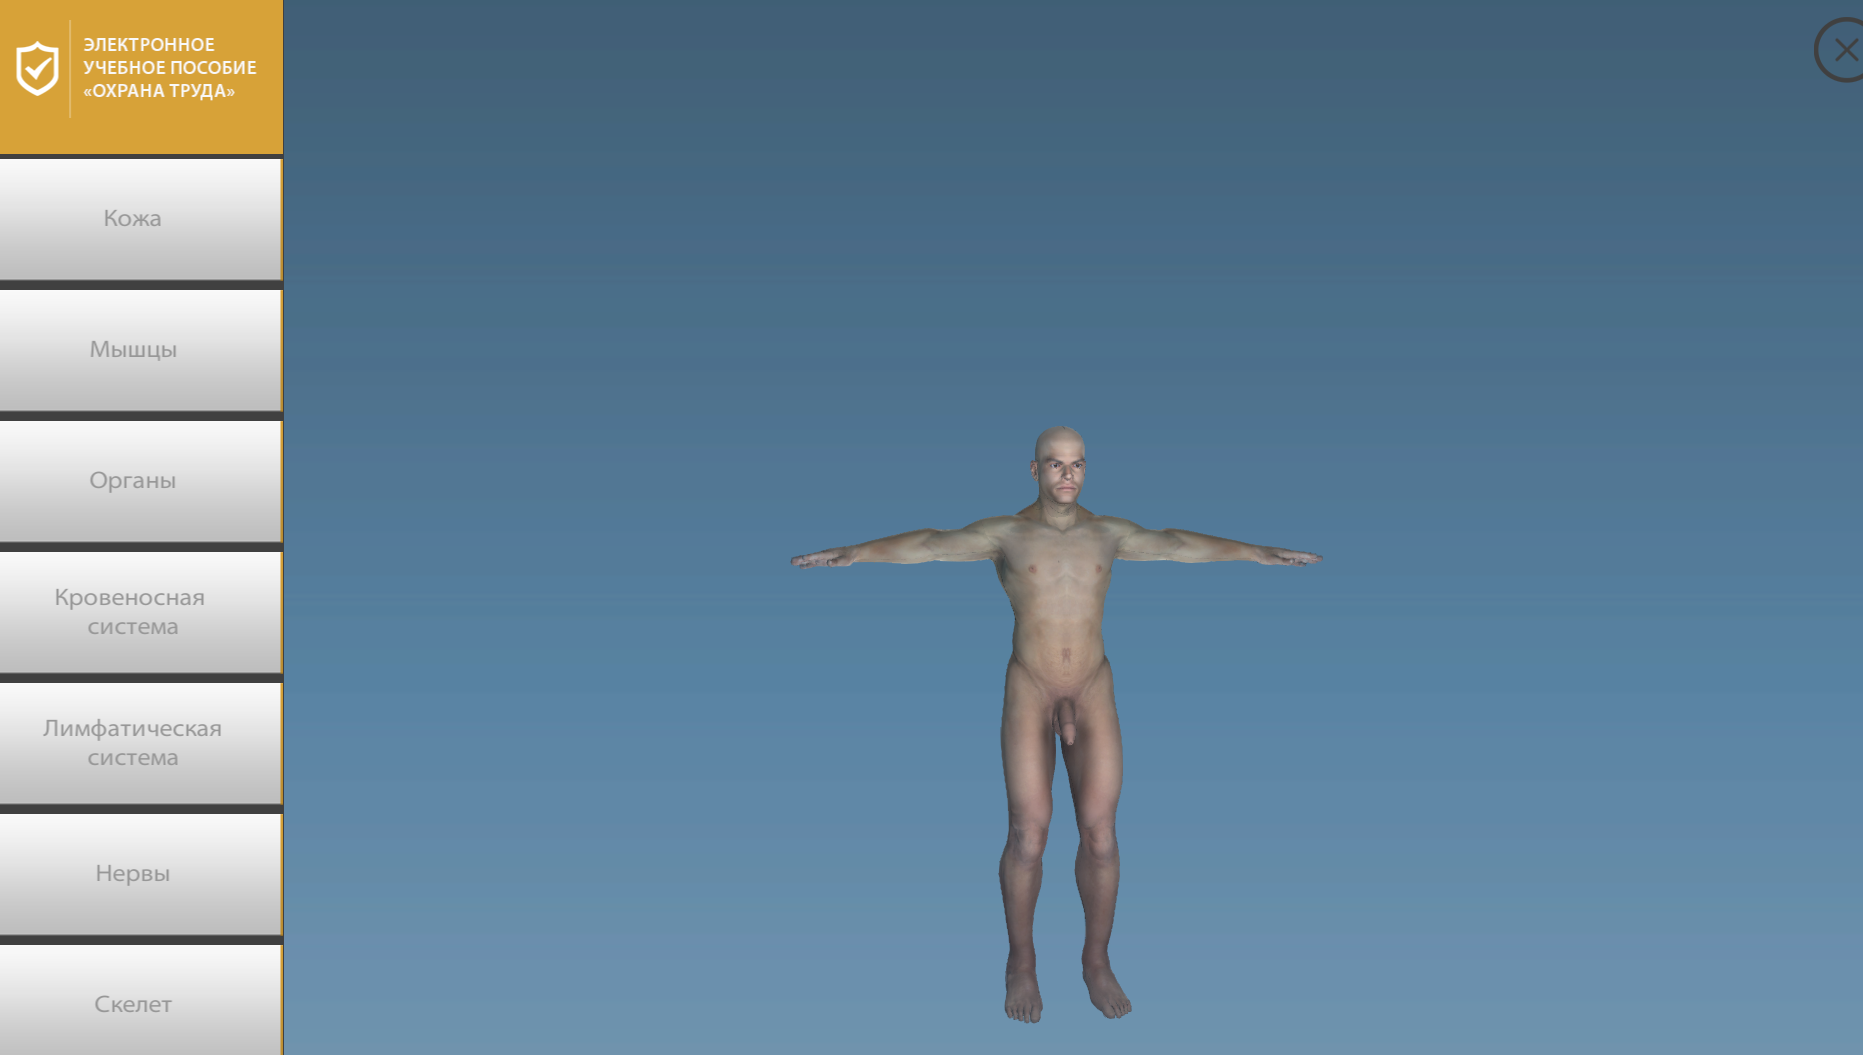 ЭЛЕКТРОННОЕ
УЧЕБНОЕ ПОСОБИЕ
«ОХРАНА ТРУДА»
Кожа
Мышцы
Органы
Кровеносная
система
Лимфатическая
система
Нервы
Скелет